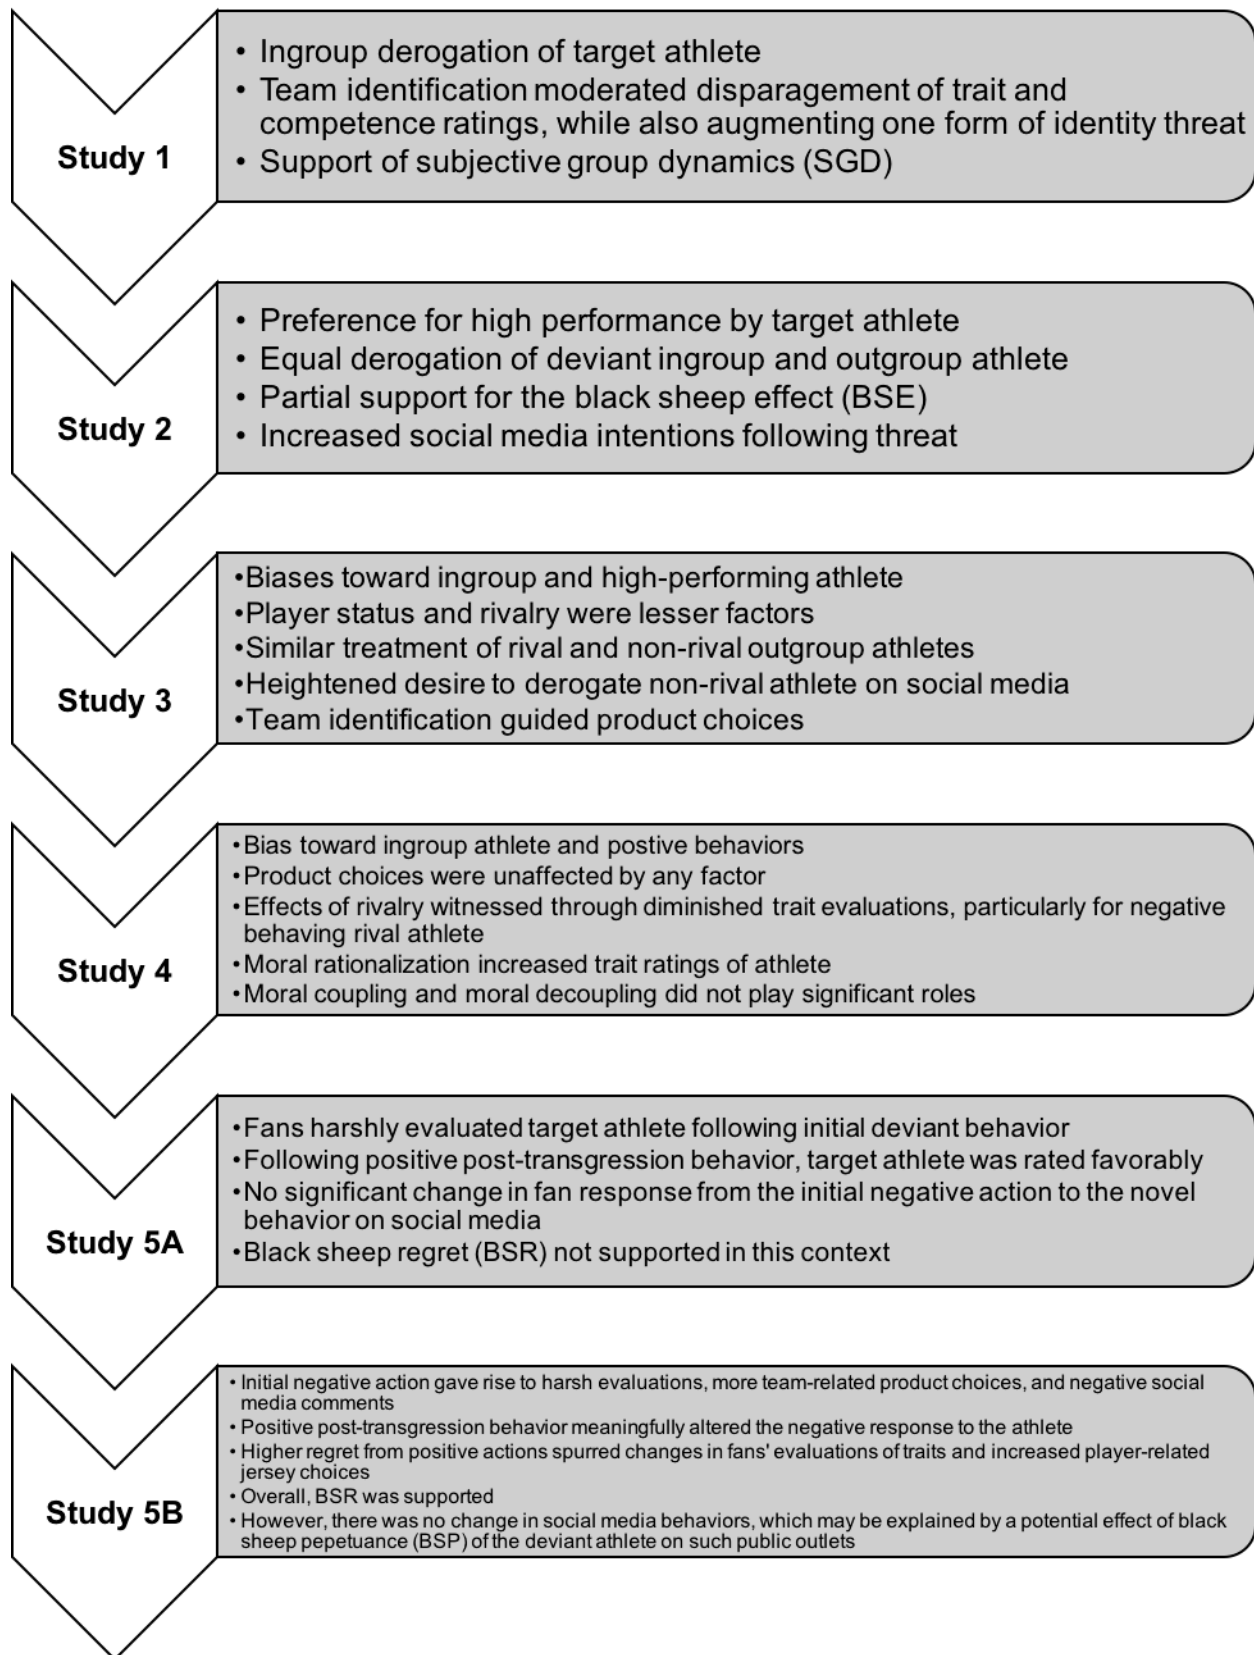 Study 1
• Ingroup derogation of target athlete
• Team identification moderated disparagement of trait and
competence ratings, while also augmenting one form of identity threat
• Support of subjective group dynamics (SGD)
Study 2
• Preference for high performance by target athlete
• Equal derogation of deviant ingroup and outgroup athlete
• Partial support for the black sheep effect (BSE)
• Increased social media intentions following threat
Study 3
•Biases toward ingroup and high-performing athlete
•Player status and rivalry were lesser factors
•Similar treatment of rival and non-rival outgroup athletes
•Heightened desire to derogate non-rival athlete on social media
•Team identification guided product choices
Study 4
•Bias toward ingroup athlete and postive behaviors
•Product choices were unaffected by any factor
•Effects of rivalry witnessed through diminished trait evaluations, particularly for negative
behaving rival athlete
•Moral rationalization increased trait ratings of athlete
•Moral coupling and moral decoupling did not play significant roles
Study 5A
•Fans harshly evaluated target athlete following initial deviant behavior
•Following positive post-transgression behavior, target athlete was rated favorably
•No significant change in fan response from the initial negative action to the novel
behavior on social media
•Black sheep regret (BSR) not supported in this context
Study 5B
• Initial negative action gave rise to harsh evaluations, more team-related product choices, and negative social
media comments
• Positive post-transgression behavior meaningfully altered the negative response to the athlete
• Higher regret from positive actions spurred changes in fans' evaluations of traits and increased player-related
jersey choices
• Overall, BSR was supported
• However, there was no change in social media behaviors, which may be explained by a potential effect of black
sheep pepetuance (BSP) of the deviant athlete on such public outlets